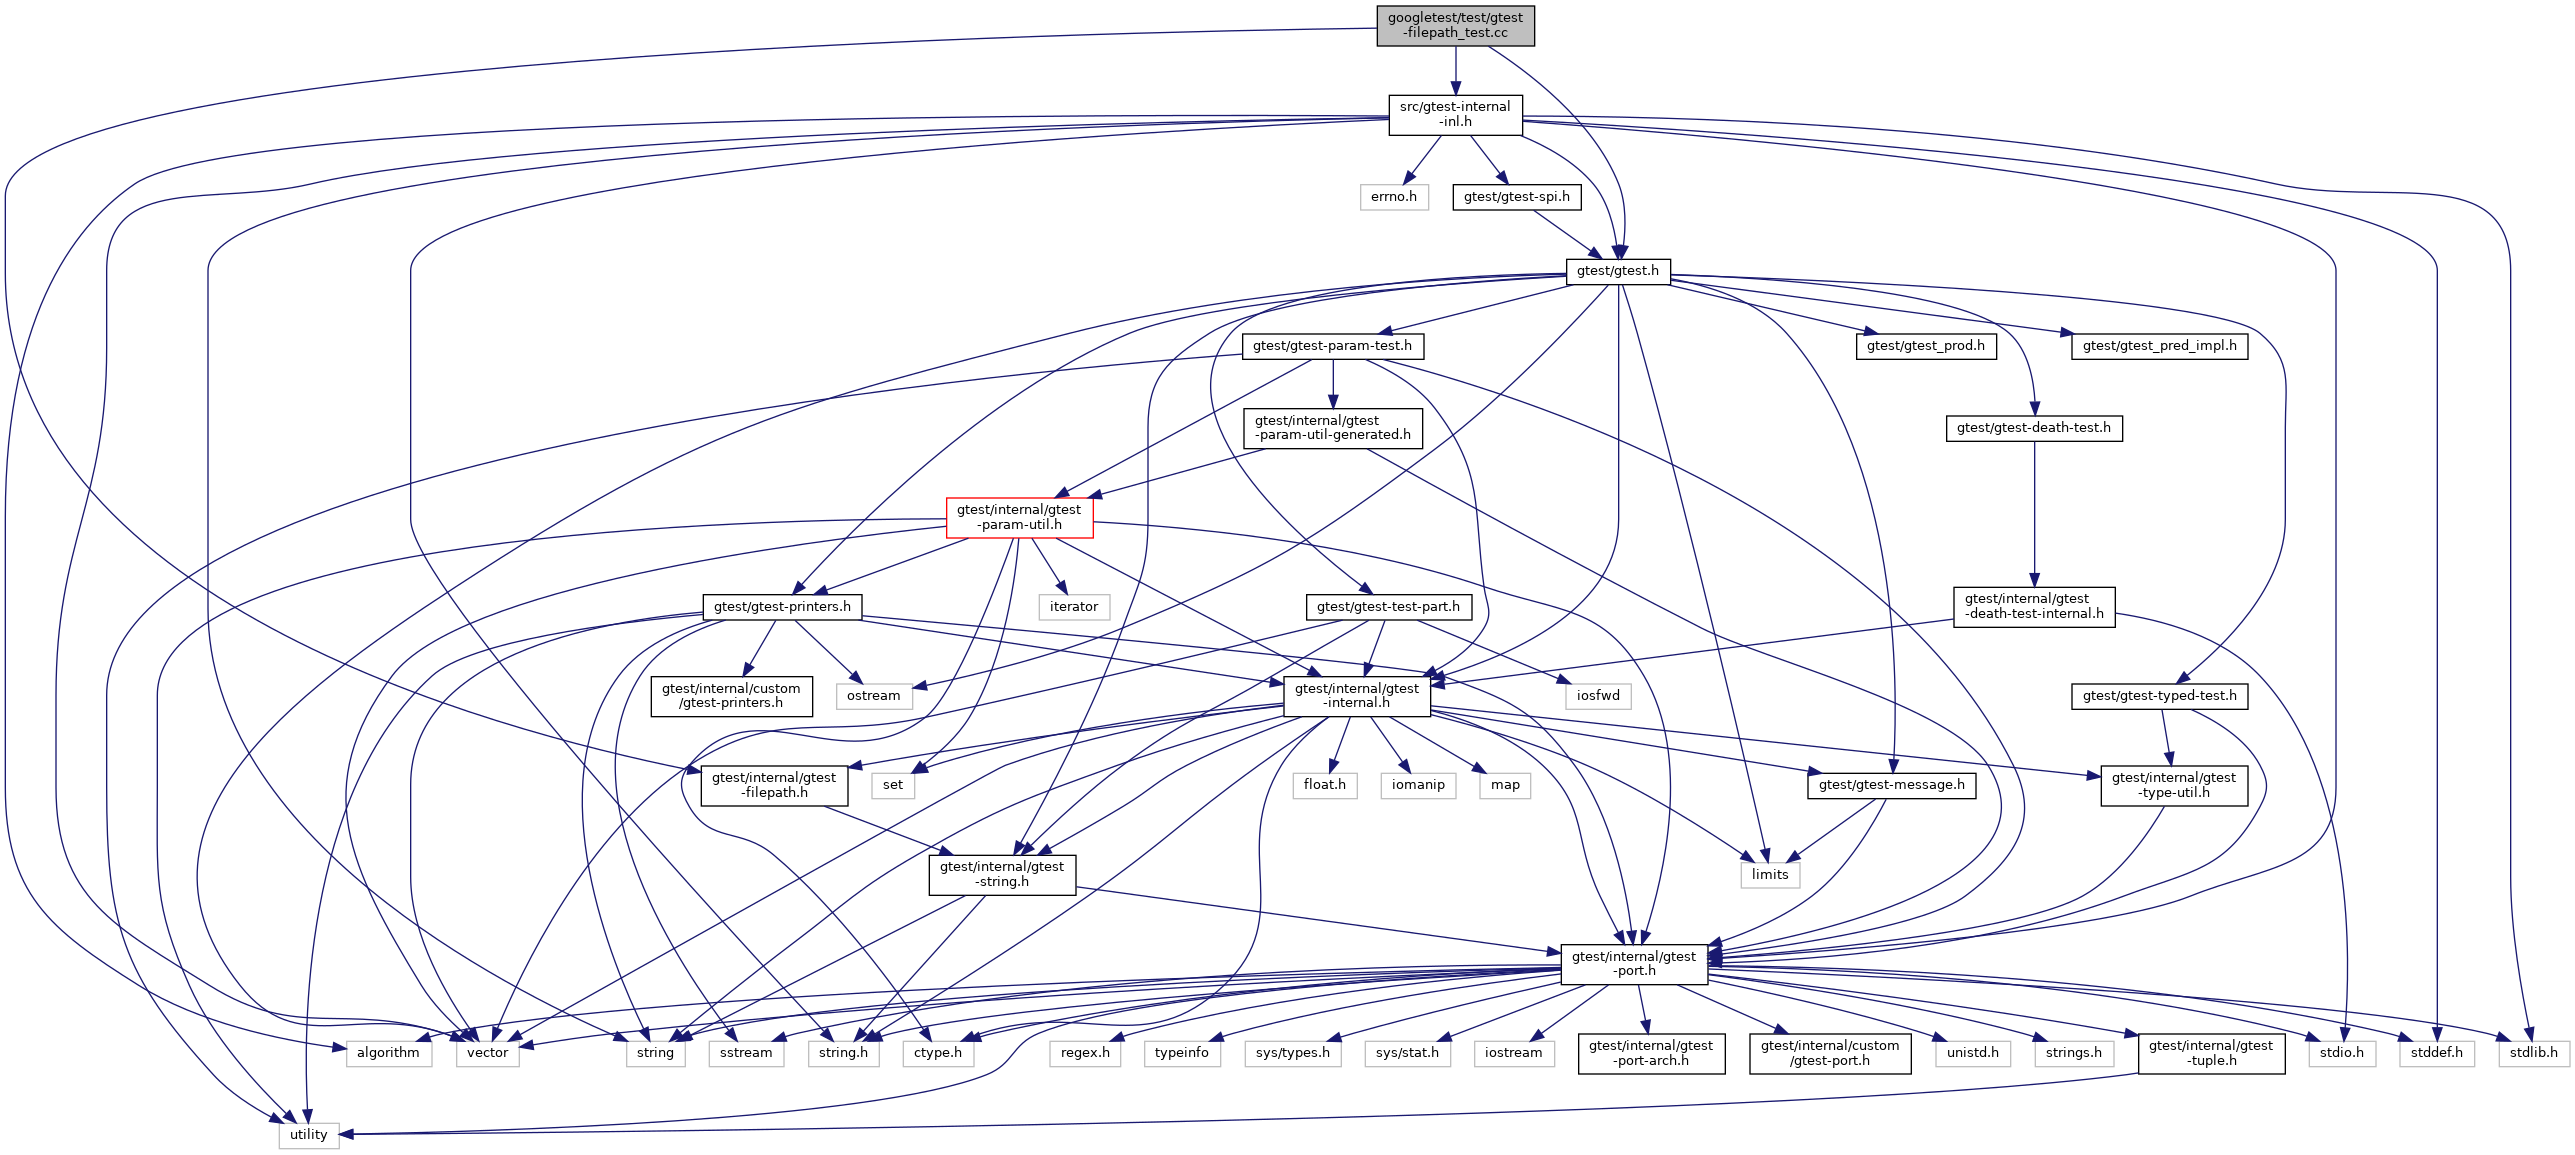 googletest/test/gtest
-filepath_test.cc
src/gtest-internal
-inl.h
errno.h
gtest/gtest-spi.h
gtest/gtest.h
gtest/gtest-param-test.h
gtest/gtest_prod.h
gtest/gtest_pred_impl.h
gtest/internal/gtest
-param-util-generated.h
gtest/gtest-death-test.h
gtest/internal/gtest
-param-util.h
gtest/gtest-printers.h
iterator
gtest/gtest-test-part.h
gtest/internal/gtest
-death-test-internal.h
gtest/internal/custom
/gtest-printers.h
ostream
gtest/internal/gtest
-internal.h
iosfwd
gtest/gtest-typed-test.h
gtest/internal/gtest
-filepath.h
set
float.h
iomanip
map
gtest/gtest-message.h
gtest/internal/gtest
-type-util.h
gtest/internal/gtest
-string.h
limits
gtest/internal/gtest
-port.h
algorithm
vector
string
sstream
string.h
ctype.h
regex.h
typeinfo
sys/types.h
sys/stat.h
iostream
gtest/internal/gtest
-port-arch.h
gtest/internal/custom
/gtest-port.h
unistd.h
strings.h
gtest/internal/gtest
-tuple.h
stdio.h
stddef.h
stdlib.h
utility